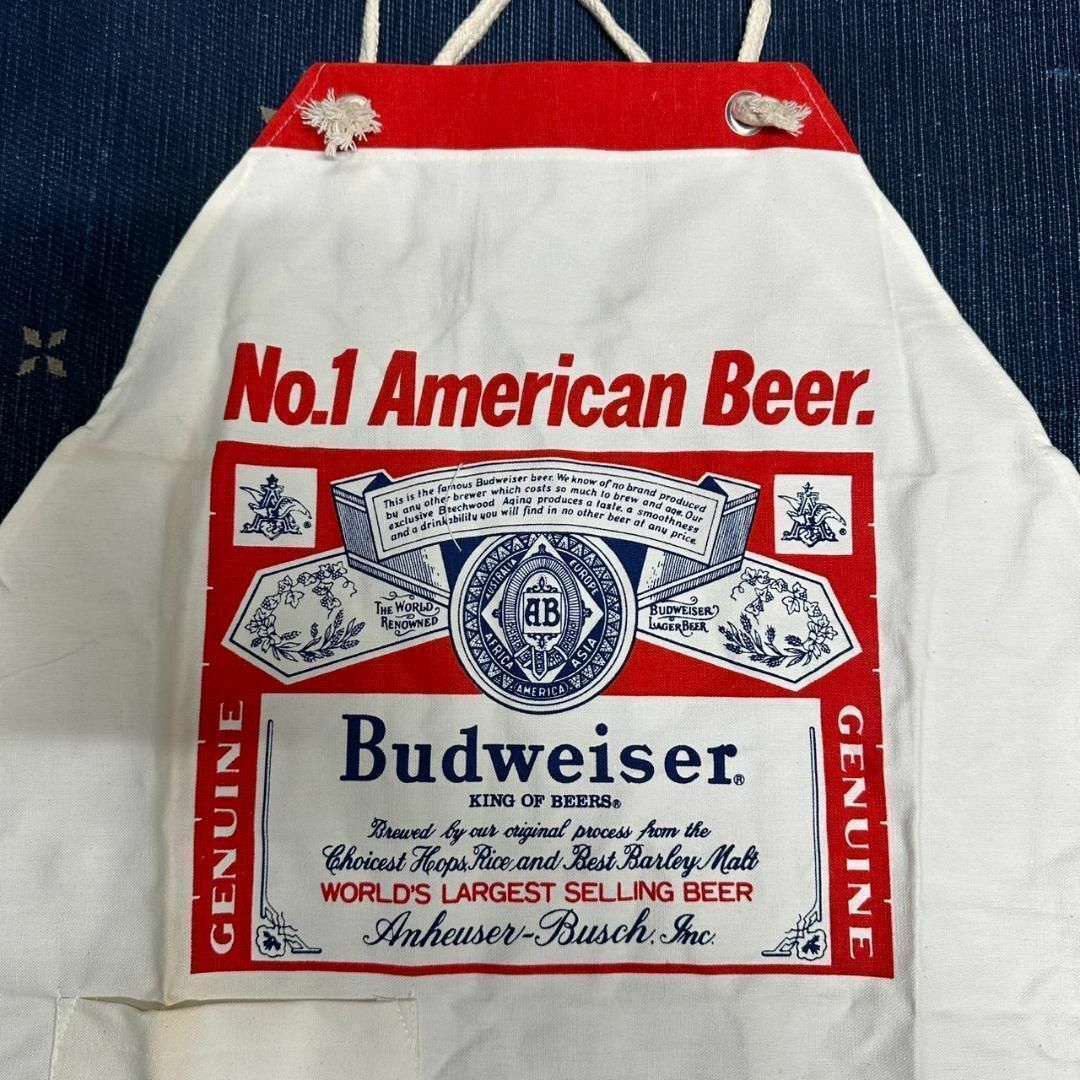 No.1 American Beer.
This is the famous Budweiser beer. We know of no brand produced
by any other brewer which costs so much to brew and age. Our
exclusive Beechwood Aging produces a taste, a smoothness
and a drinkability you will find in no other beer at any price.
THE WORLD
RENOWNED
BUDWEISER
LAGER BEER
AUSTRALIA
EUROPE
AB
AFRICA
ASIA
AMERICA
GENUINE
GENUINE
Budweiser®
KING OF BEERS®
Brewed by our original process from the
Choicest Hops, Rice and Best Barley Malt
WORLD'S LARGEST SELLING BEER
Anheuser-Busch, Inc.